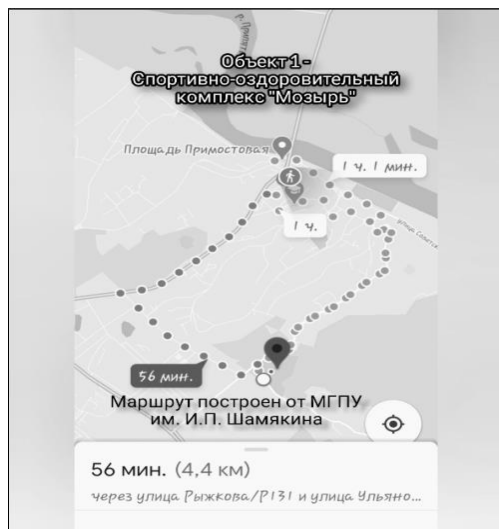 р. Припять
Объект 1 -
Спортивно-оздоровительный
комплекс "Мозырь"
Площадь Примостовая
1 ч. 1 мин.
1 ч.
56 мин.
Маршрут построен от МГПУ
им. И.П. Шамякина
56 мин. (4,4 км)
через улица Рыжкова/Р131 и улица Ульяно...